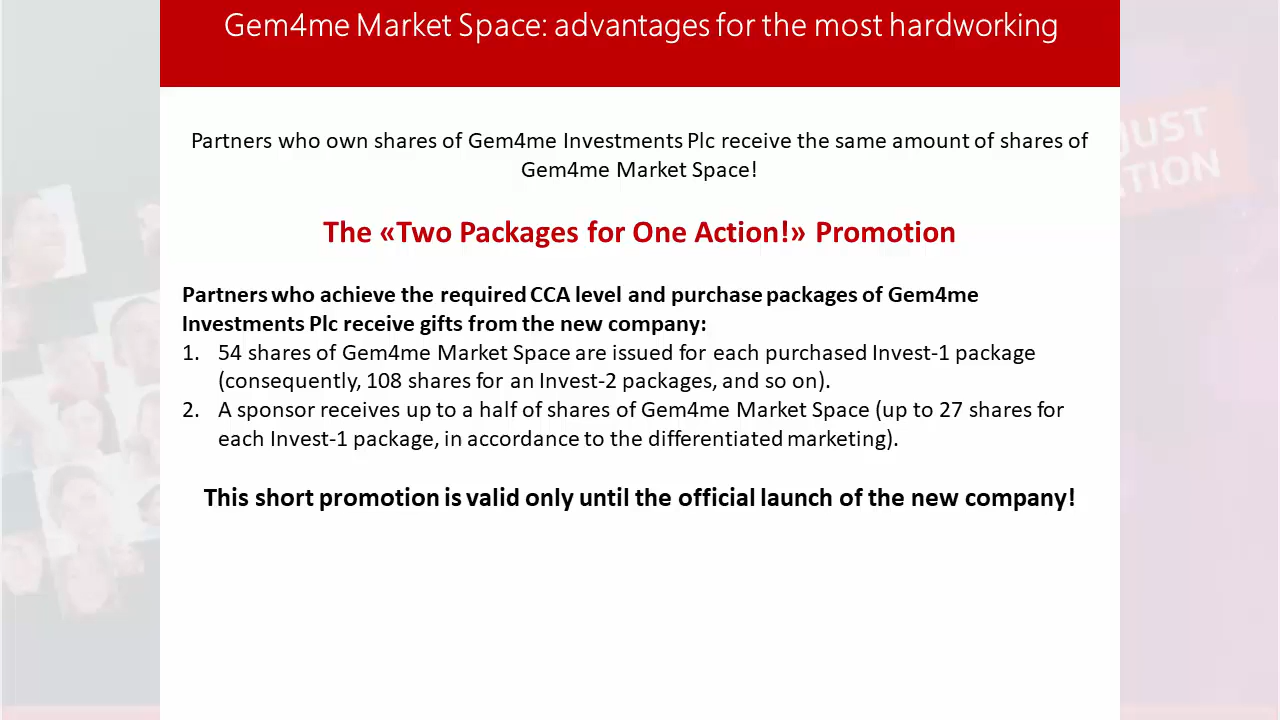 Gem4me Market Space: advantages for the most hardworking
Partners who own shares of Gem4me Investments Plc receive the same amount of shares of
Gem4me Market Space!
The «Two Packages for One Action!» Promotion
Partners who achieve the required CCA level and purchase packages of Gem4me
Investments Plc receive gifts from the new company:
1. 54 shares of Gem4me Market Space are issued for each purchased Invest-1 package
(consequently, 108 shares for an Invest-2 packages, and so on).
2. A sponsor receives up to a half of shares of Gem4me Market Space (up to 27 shares for
each Invest-1 package, in accordance to the differentiated marketing).
This short promotion is valid only until the official launch of the new company!
JUST